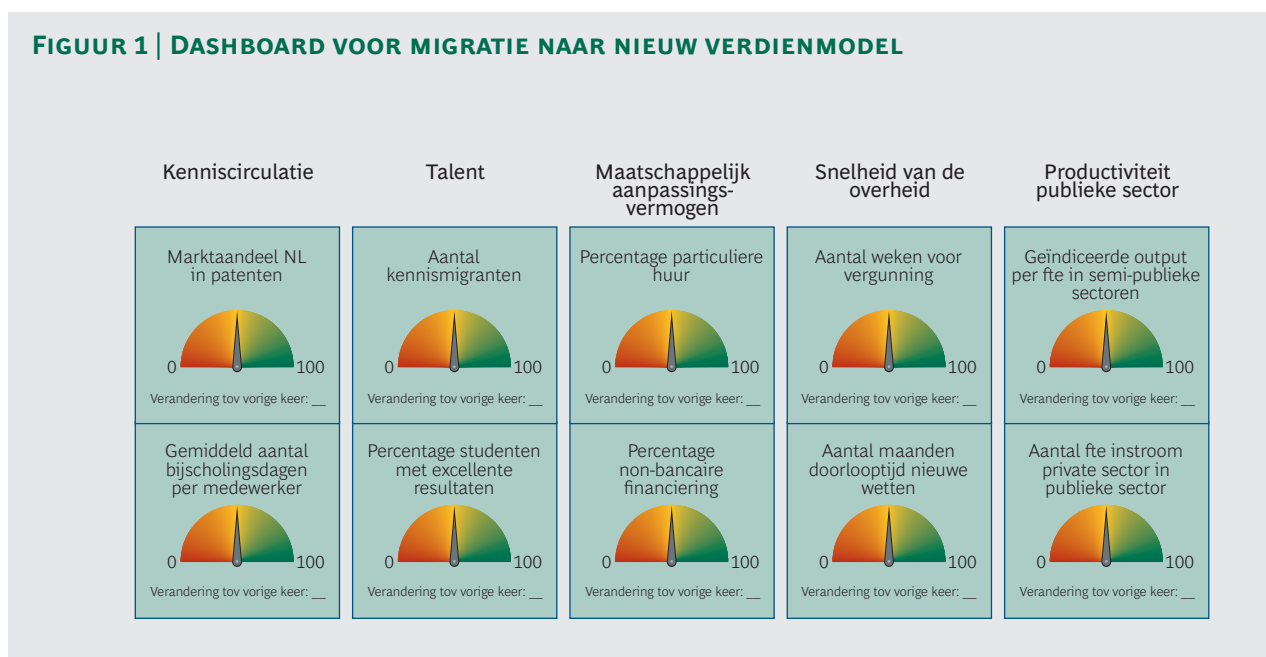 FIGUUR 1 | DASHBOARD VOOR MIGRATIE NAAR NIEUW VERDIENMODEL
Kenniscirculatie
Talent
Maatschappelijk
aanpassings-
vermogen
Snelheid van de
overheid
Productiviteit
publieke sector
Marktaandeel NL
in patenten
0 100
Verandering tov vorige keer: __
Aantal
kennismigranten
0 100
Verandering tov vorige keer: __
Percentage particuliere
huur
0 100
Verandering tov vorige keer: __
Aantal weken voor
vergunning
0 100
Verandering tov vorige keer: __
Geïndiceerde output
per fte in semi-publieke
sectoren
0 100
Verandering tov vorige keer: __
Gemiddeld aantal
bijscholingsdagen
per medewerker
0 100
Verandering tov vorige keer: __
Percentage studenten
met excellente
resultaten
0 100
Verandering tov vorige keer: __
Percentage
non-bancaire
financiering
0 100
Verandering tov vorige keer: __
Aantal maanden
doorlooptijd nieuwe
wetten
0 100
Verandering tov vorige keer: __
Aantal fte instroom
private sector in
publieke sector
0 100
Verandering tov vorige keer: __